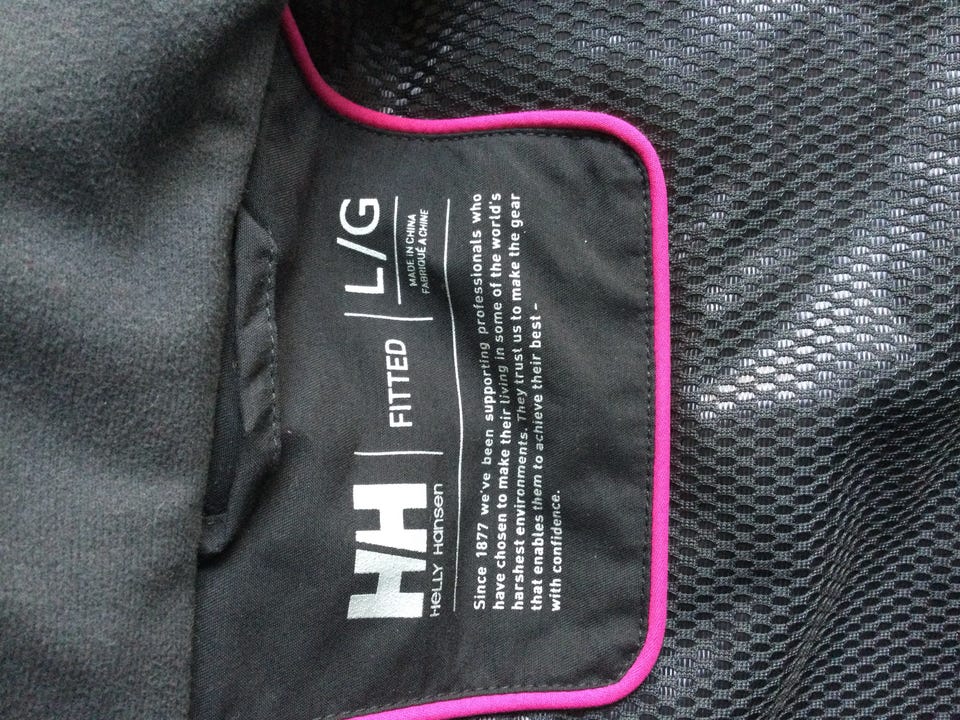 H/H
HELLY HANSEN
FITTED
L/G
MADE IN CHINA
FABRIQUÉ A CHINE
Since 1877 we've been supporting professionals who
have chosen to make their living in some of the world's
harshest environments. They trust us to make the gear
that enables them to achieve their best -
with confidence.